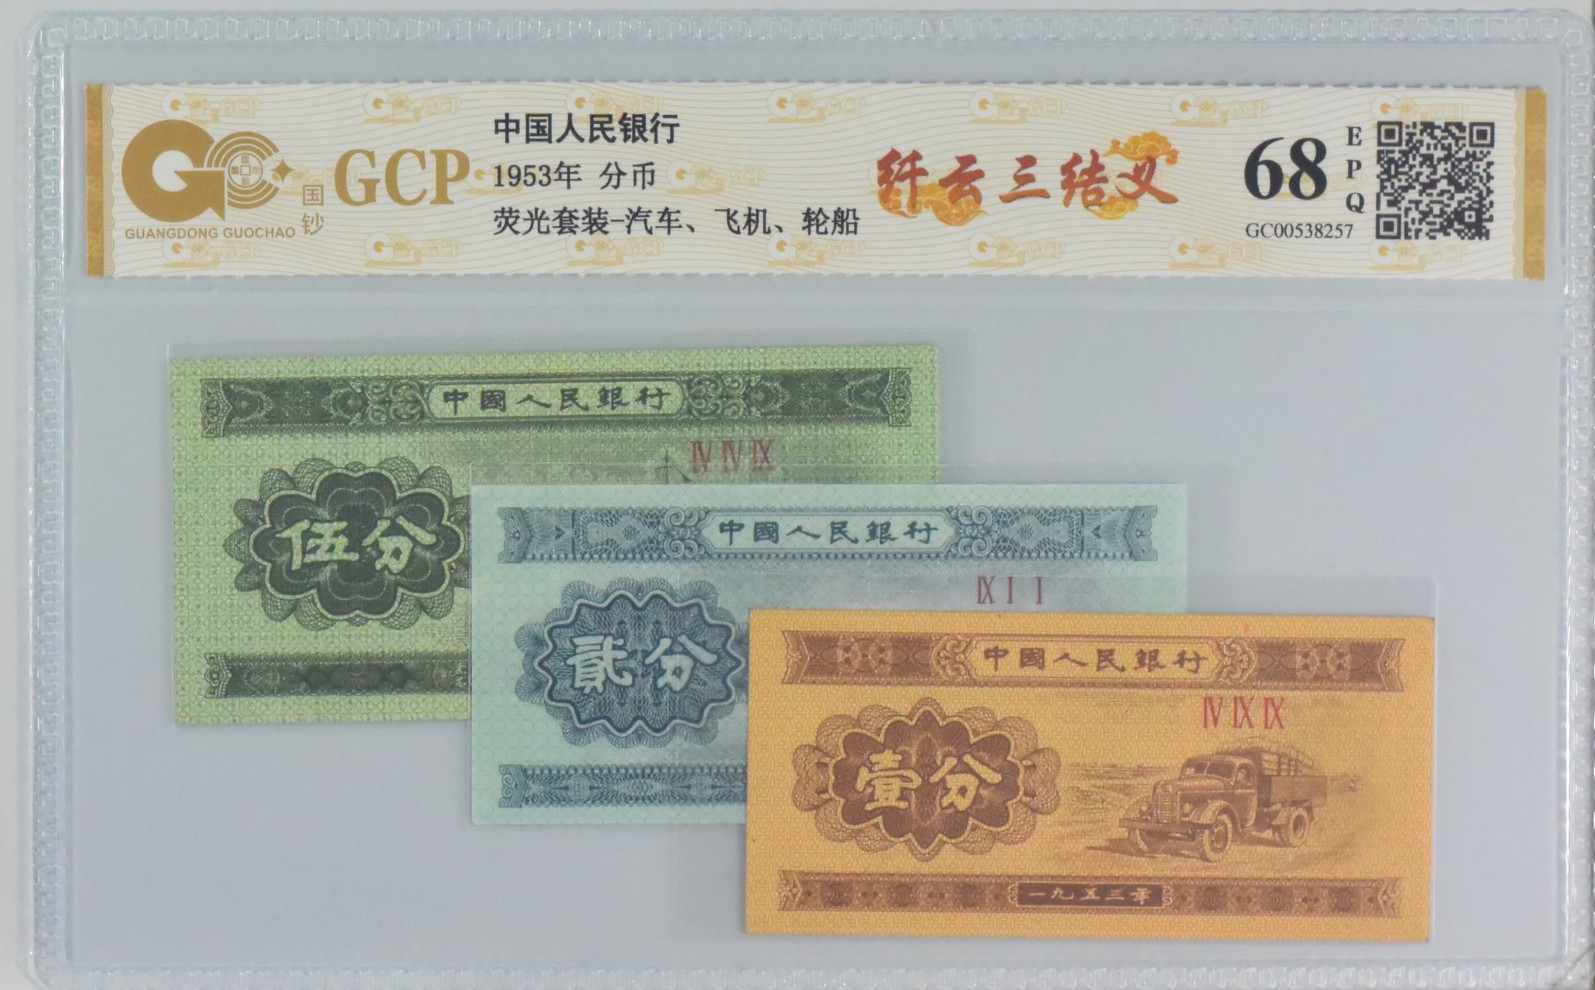 GUANGDONG GUOCHAO
国钞
GCP
中国人民银行
1953年 分币
荧光套装-汽车、飞机、轮船
纤云三结义
68
EPQ
GC00538257
中國人民銀行
Ⅳ Ⅳ Ⅸ
伍分
中國人民銀行
Ⅸ Ⅰ Ⅰ
貳分
中國人民銀行
Ⅳ Ⅸ Ⅸ
壹分
一九五三年